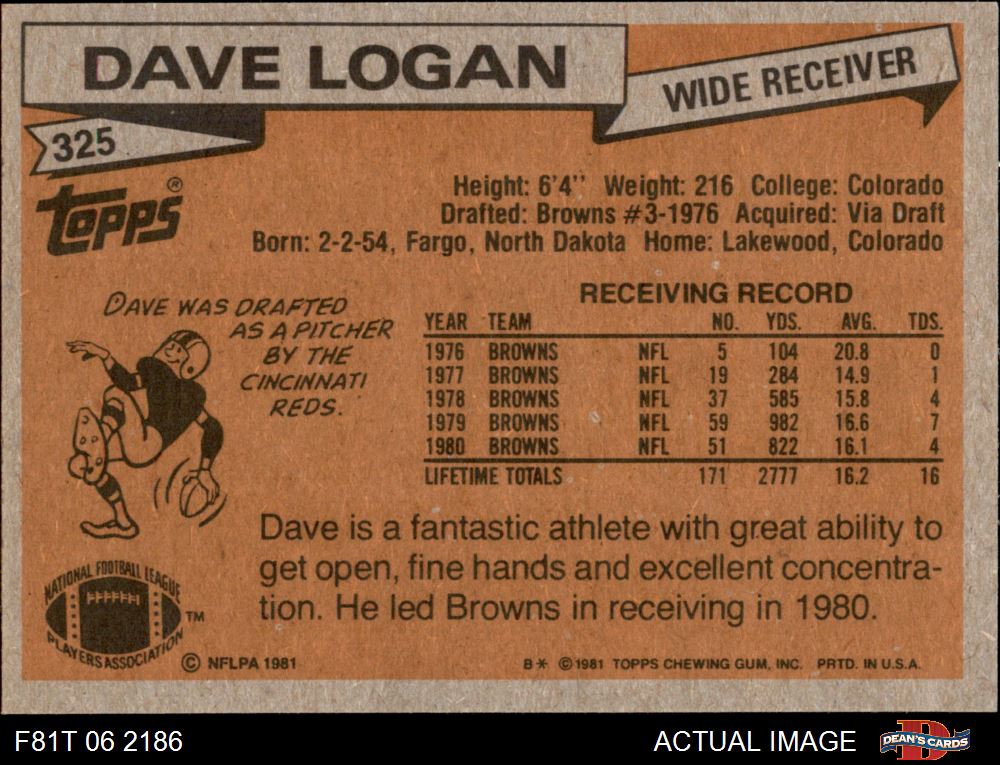 DAVE LOGAN
WIDE RECEIVER
325
TOPPS®
Height: 6'4'' Weight: 216 College: Colorado
Drafted: Browns #3-1976 Acquired: Via Draft
Born: 2-2-54, Fargo, North Dakota Home: Lakewood, Colorado
DAVE WAS DRAFTED
AS A PITCHER
BY THE
CINCINNATI
REDS.
RECEIVING RECORD
YEAR TEAM NO. YDS. AVG. TDS.
1976 BROWNS NFL 5 104 20.8 0
1977 BROWNS NFL 19 284 14.9 1
1978 BROWNS NFL 37 585 15.8 4
1979 BROWNS NFL 59 982 16.6 7
1980 BROWNS NFL 51 822 16.1 4
LIFETIME TOTALS 171 2777 16.2 16
Dave is a fantastic athlete with great ability to
get open, fine hands and excellent concentra-
tion. He led Browns in receiving in 1980.
NATIONAL FOOTBALL LEAGUE
PLAYERS ASSOCIATION
TM
© NFLPA 1981
B* © 1981 TOPPS CHEWING GUM, INC. PRTD. IN U.S.A.
F81T 06 2186
ACTUAL IMAGE
D
DEAN'S CARDS